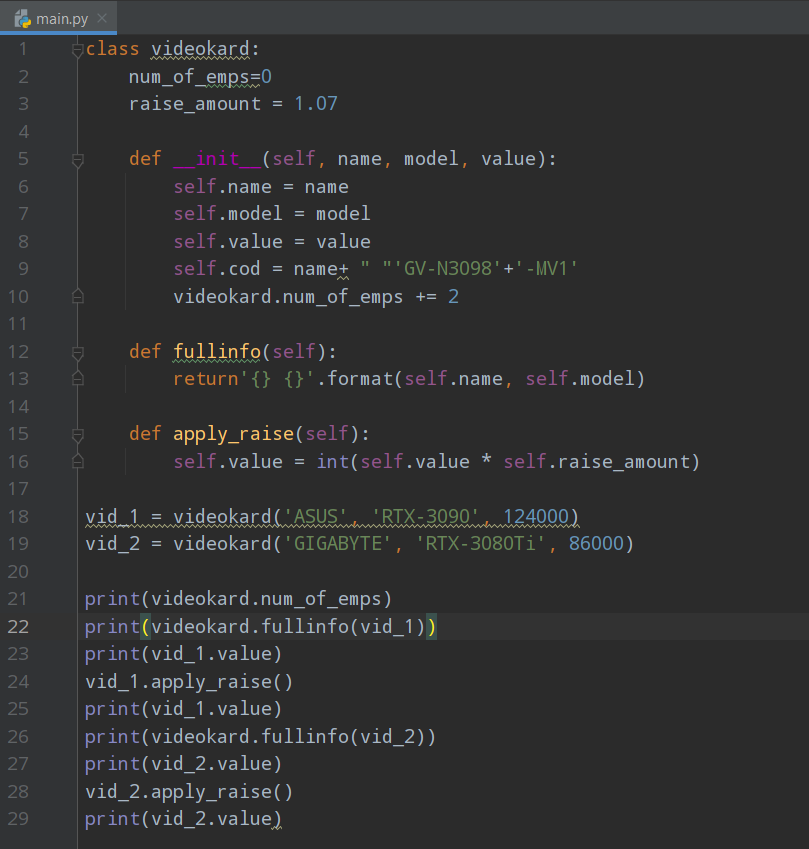 main.py
1 class videokard:
2     num_of_emps=0
3     raise_amount = 1.07
4
5     def __init__(self, name, model, value):
6         self.name = name
7         self.model = model
8         self.value = value
9         self.cod = name+ " "'GV-N3098'+'-MV1'
10         videokard.num_of_emps += 2
11
12     def fullinfo(self):
13         return'{} {}'.format(self.name, self.model)
14
15     def apply_raise(self):
16         self.value = int(self.value * self.raise_amount)
17
18 vid_1 = videokard('ASUS', 'RTX-3090', 124000)
19 vid_2 = videokard('GIGABYTE', 'RTX-3080Ti', 86000)
20
21 print(videokard.num_of_emps)
22 print(videokard.fullinfo(vid_1))
23 print(vid_1.value)
24 vid_1.apply_raise()
25 print(vid_1.value)
26 print(videokard.fullinfo(vid_2))
27 print(vid_2.value)
28 vid_2.apply_raise()
29 print(vid_2.value)